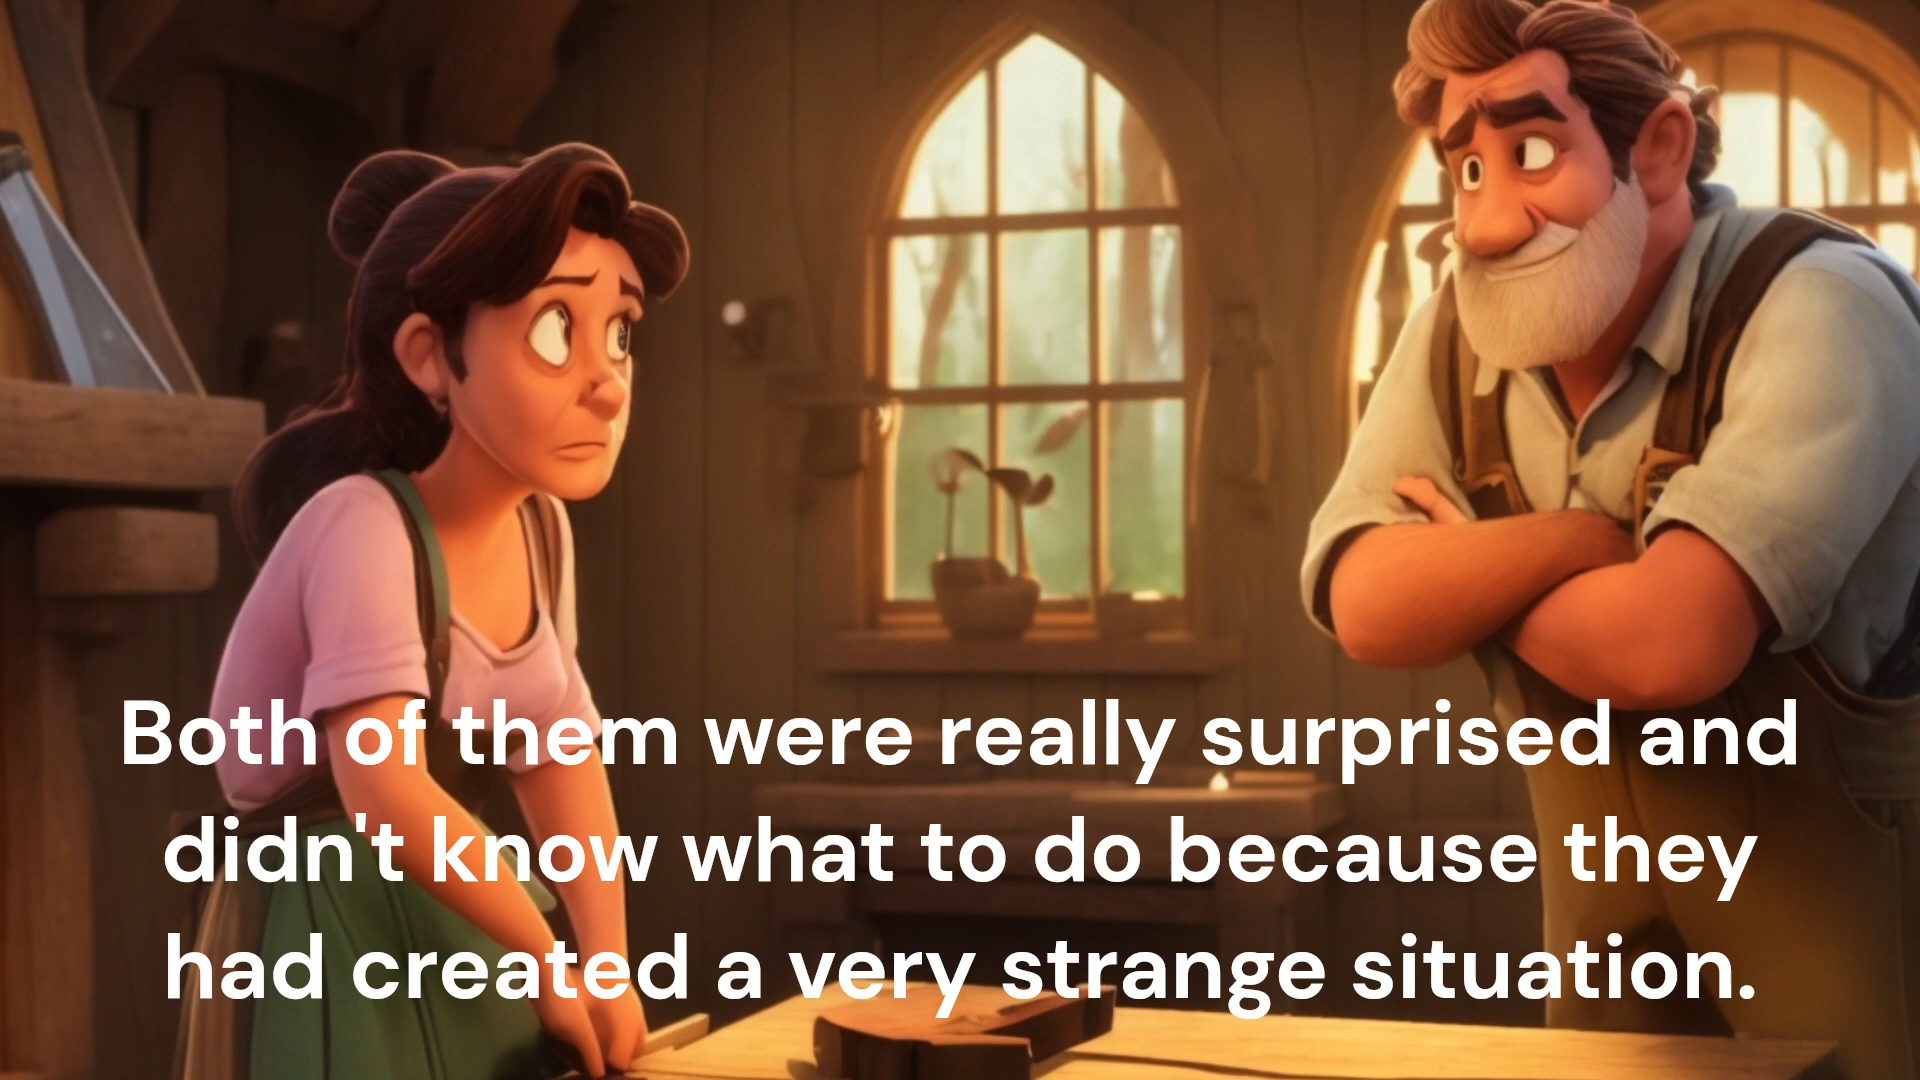 Both of them were really surprised and
didn't know what to do because they
had created a very strange situation.